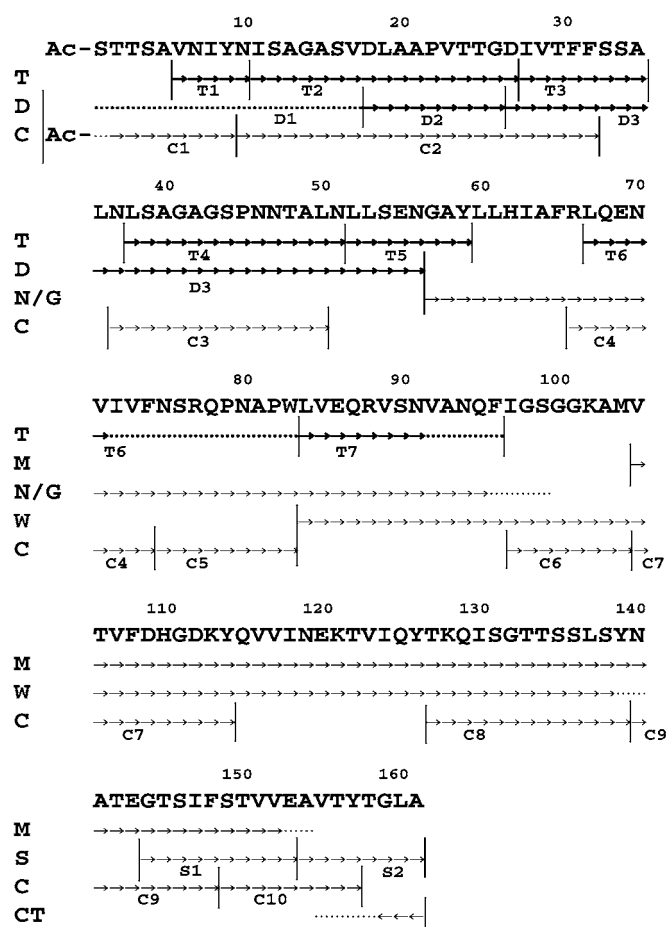 10 20 30
Ac-STTSAVNIYNISAGASVDLAAPVTTGDIVTFFSSA
T T1 T2 T3
D D1 D2 D3
C Ac- C1 C2
40 50 60 70
LNLSAGAGSPNNTALNLLSENGAYLLHIAFRLQEN
T T4 T5 T6
D D3
N/G
C C3 C4
80 90 100
VIVFNSRQPNAPWLVEQRVSNVANQFIGSGGKAMV
T T6 T7
M
N/G
W
C C4 C5 C6 C7
110 120 130 140
TVFDHGDKYQVVINEKTVIQYTKQISGTTSSLSYN
M
W
C C7 C8 C9
150 160
ATEGTSIFSTVVEAVTYTGLA
M
S S1 S2
C C9 C10
CT